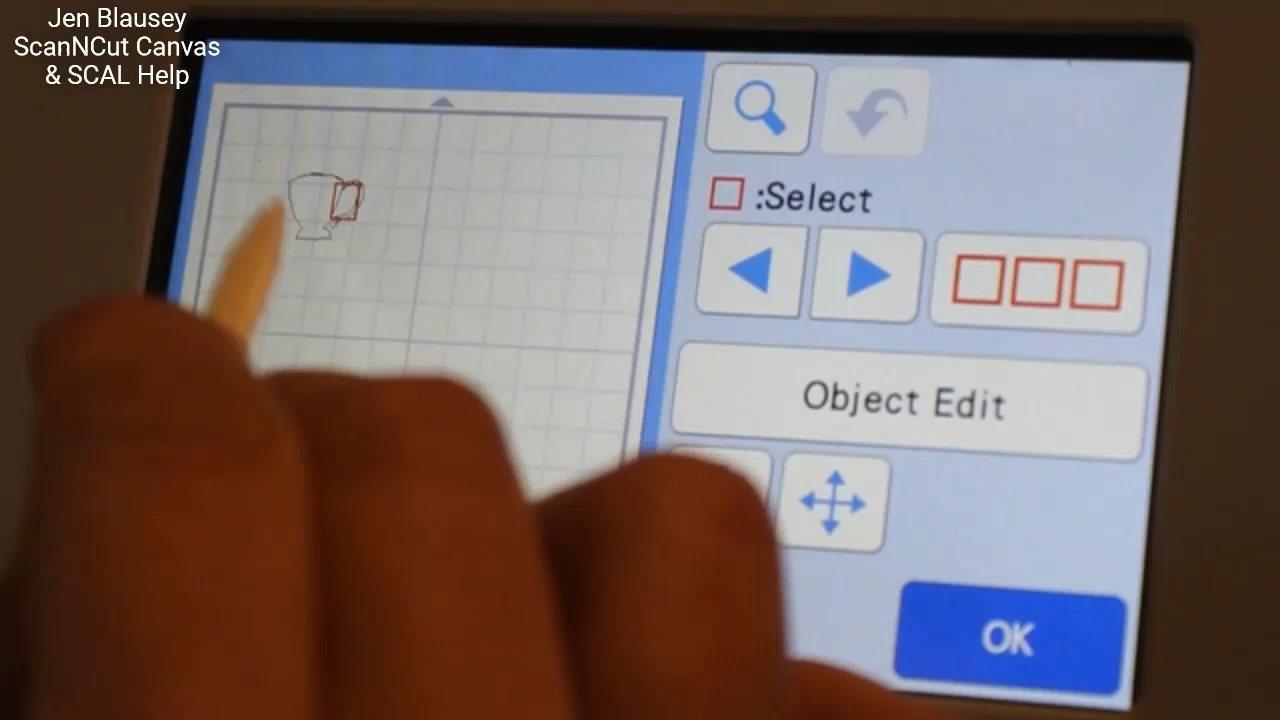 Jen Blausey
ScanNCut Canvas
& SCAL Help
:Select
Object Edit
OK